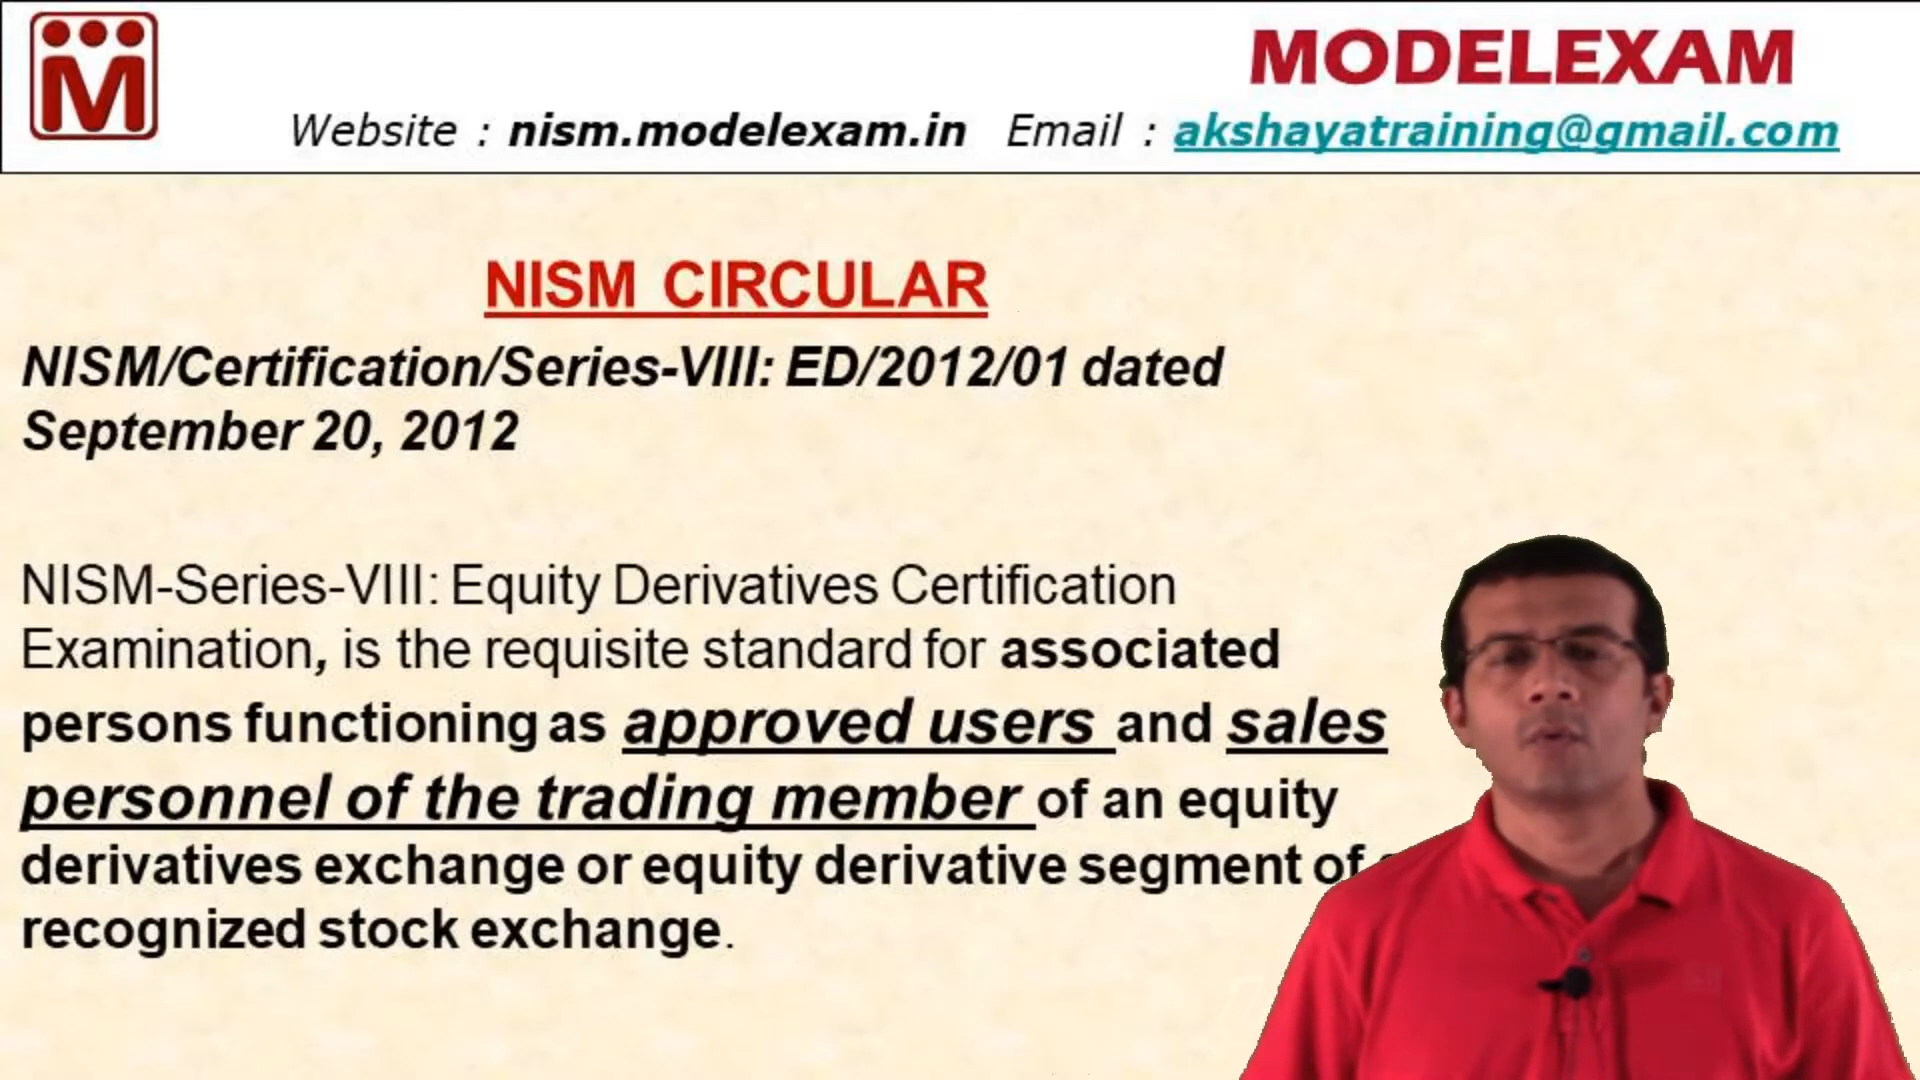 M
MODELEXAM
Website : nism.modelexam.in Email : akshayatraining@gmail.com
NISM CIRCULAR
NISM/Certification/Series-VIII: ED/2012/01 dated
September 20, 2012
NISM-Series-VIII: Equity Derivatives Certification
Examination, is the requisite standard for associated
persons functioning as approved users and sales
personnel of the trading member of an equity
derivatives exchange or equity derivative segment of
recognized stock exchange.